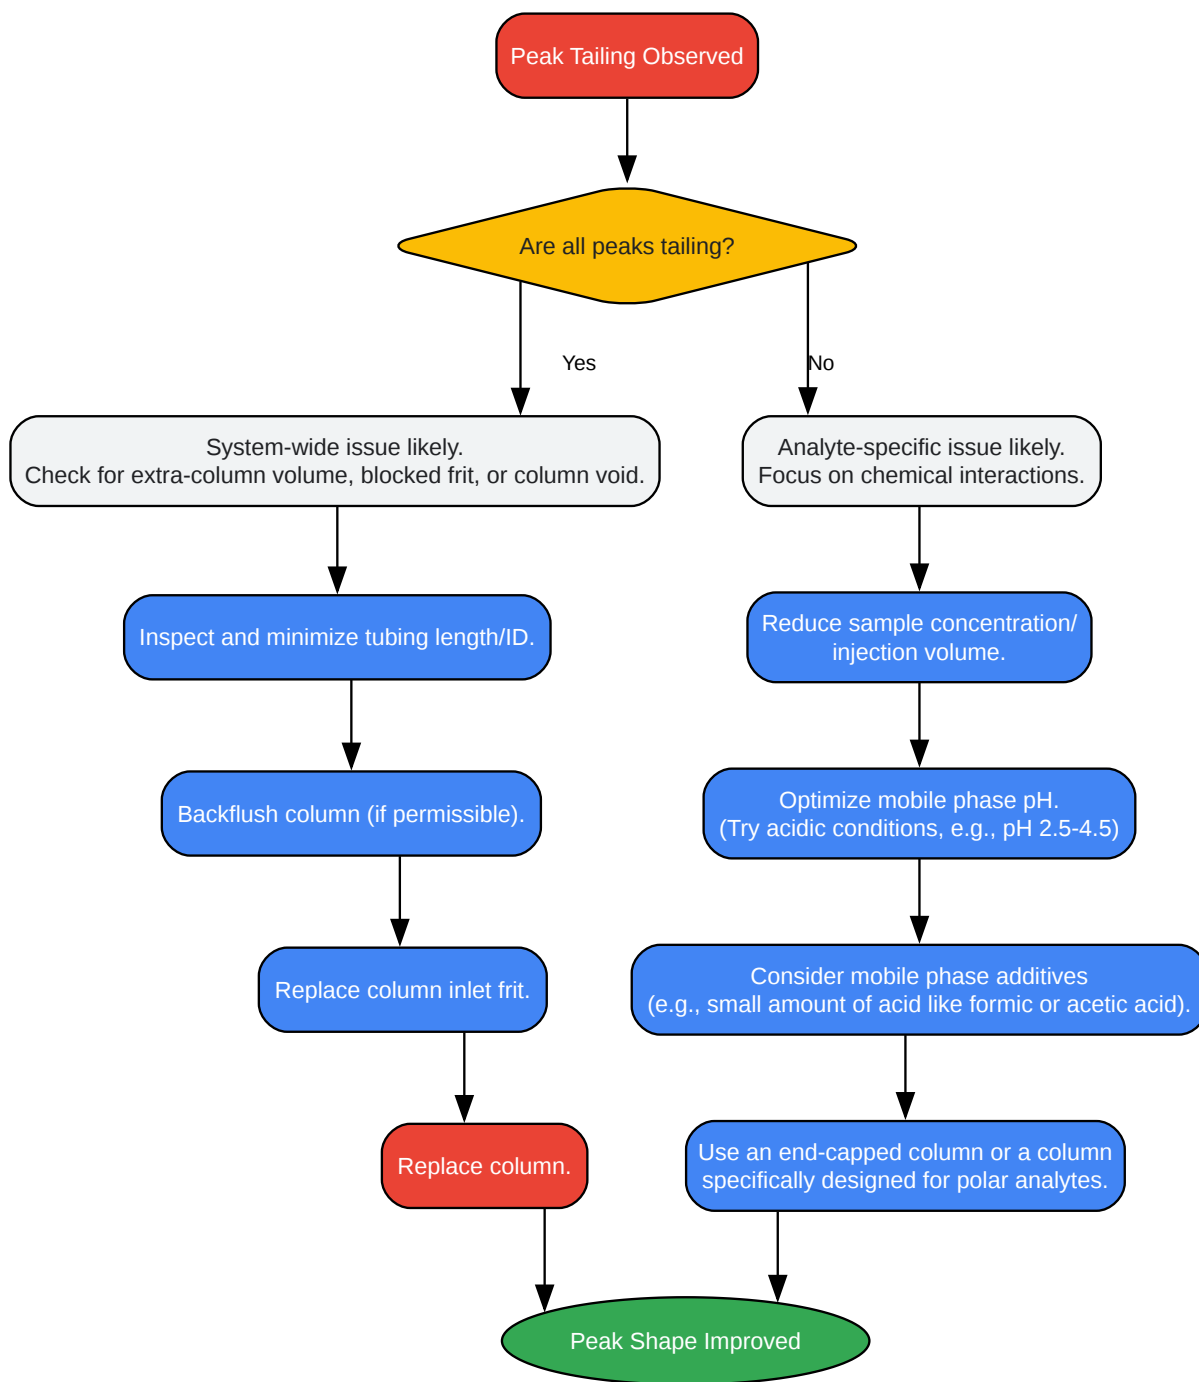 Peak Tailing Observed
Are all peaks tailing?
Yes
No
System-wide issue likely.
Check for extra-column volume, blocked frit, or column void.
Analyte-specific issue likely.
Focus on chemical interactions.
Inspect and minimize tubing length/ID.
Reduce sample concentration/
injection volume.
Backflush column (if permissible).
Optimize mobile phase pH.
(Try acidic conditions, e.g., pH 2.5-4.5)
Replace column inlet frit.
Consider mobile phase additives
(e.g., small amount of acid like formic or acetic acid).
Replace column.
Use an end-capped column or a column
specifically designed for polar analytes.
Peak Shape Improved